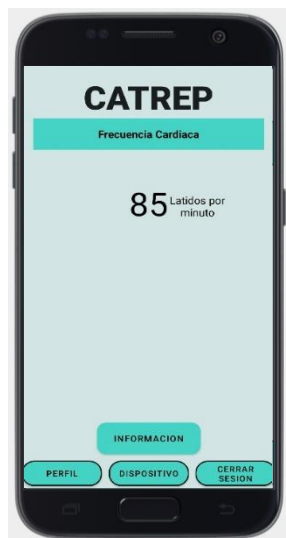 CATREP
Frecuencia Cardiaca
85 Latidos por
minuto
INFORMACION
PERFIL
DISPOSITIVO
CERRAR
SESION